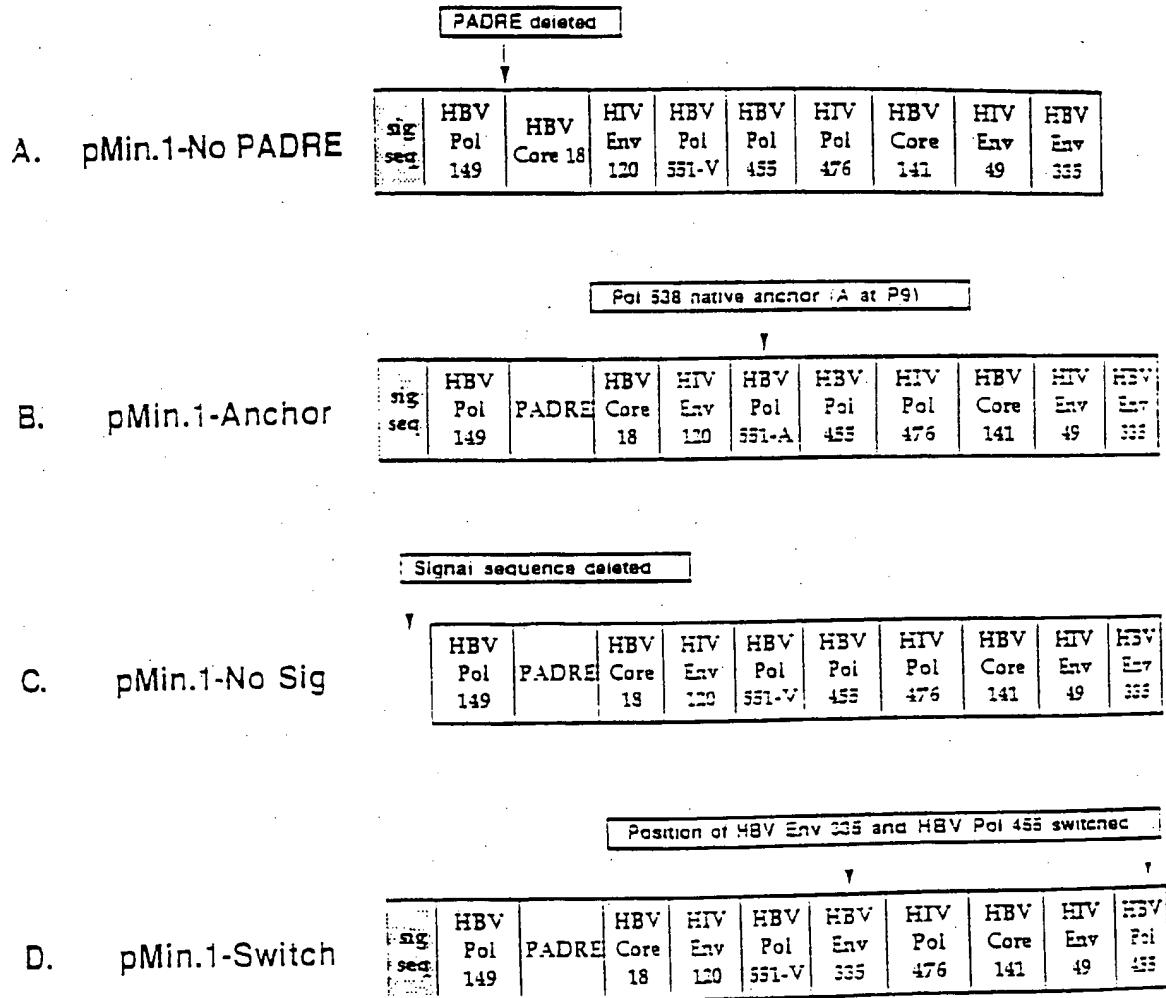 PADRE deleted
A. pMin.1-No PADRE
sig seq
HBV Pol 149
HBV Core 18
HIV Env 120
HBV Pol 551-V
HBV Pol 455
HIV Pol 476
HBV Core 141
HIV Env 49
HBV Env 335
Pol 538 native anchor (A at P9)
B. pMin.1-Anchor
sig seq
HBV Pol 149
PADRE
HBV Core 18
HIV Env 120
HBV Pol 551-A
HBV Pol 455
HIV Pol 476
HBV Core 141
HIV Env 49
HBV Env 335
Signal sequence deleted
C. pMin.1-No Sig
HBV Pol 149
PADRE
HBV Core 18
HIV Env 120
HBV Pol 551-V
HBV Pol 455
HIV Pol 476
HBV Core 141
HIV Env 49
HBV Env 335
Position of HBV Env 335 and HBV Pol 455 switched
D. pMin.1-Switch
sig seq
HBV Pol 149
PADRE
HBV Core 18
HIV Env 120
HBV Pol 551-V
HBV Env 335
HIV Pol 476
HBV Core 141
HIV Env 49
HBV Pol 455